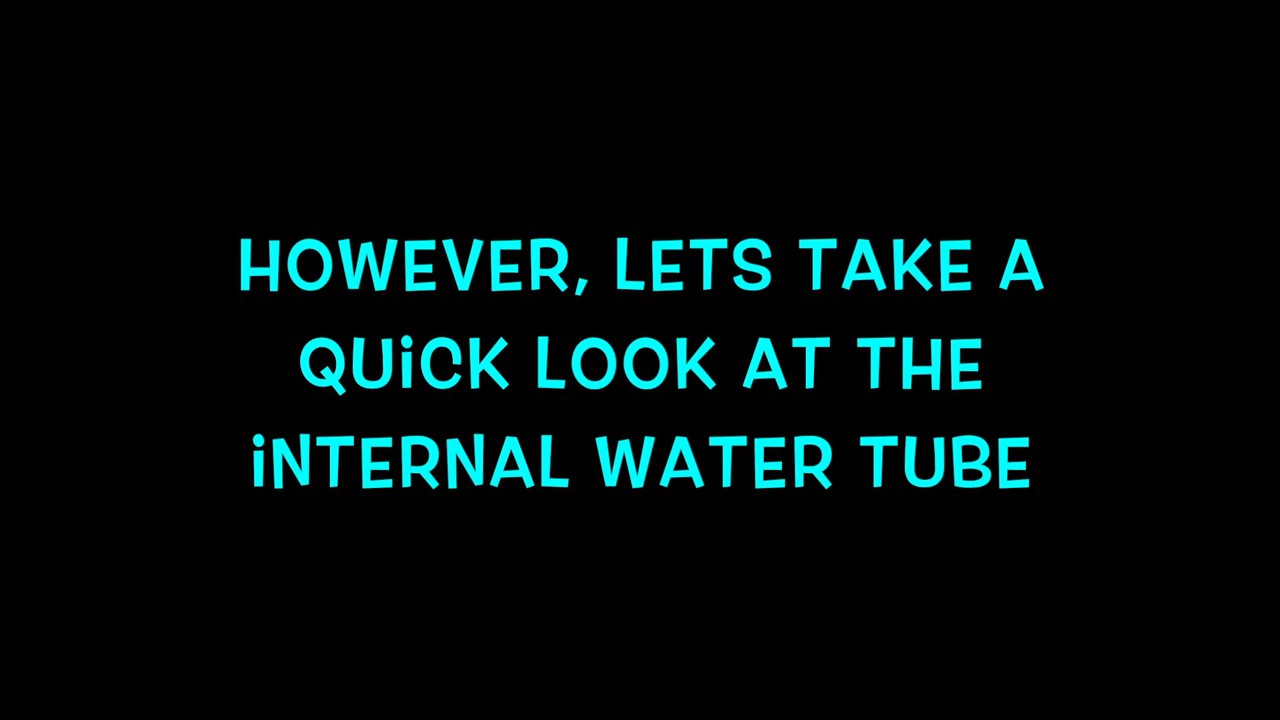 HOWEVER, LETS TAKE A
QUiCK LOOK AT THE
iNTERNAL WATER TUBE